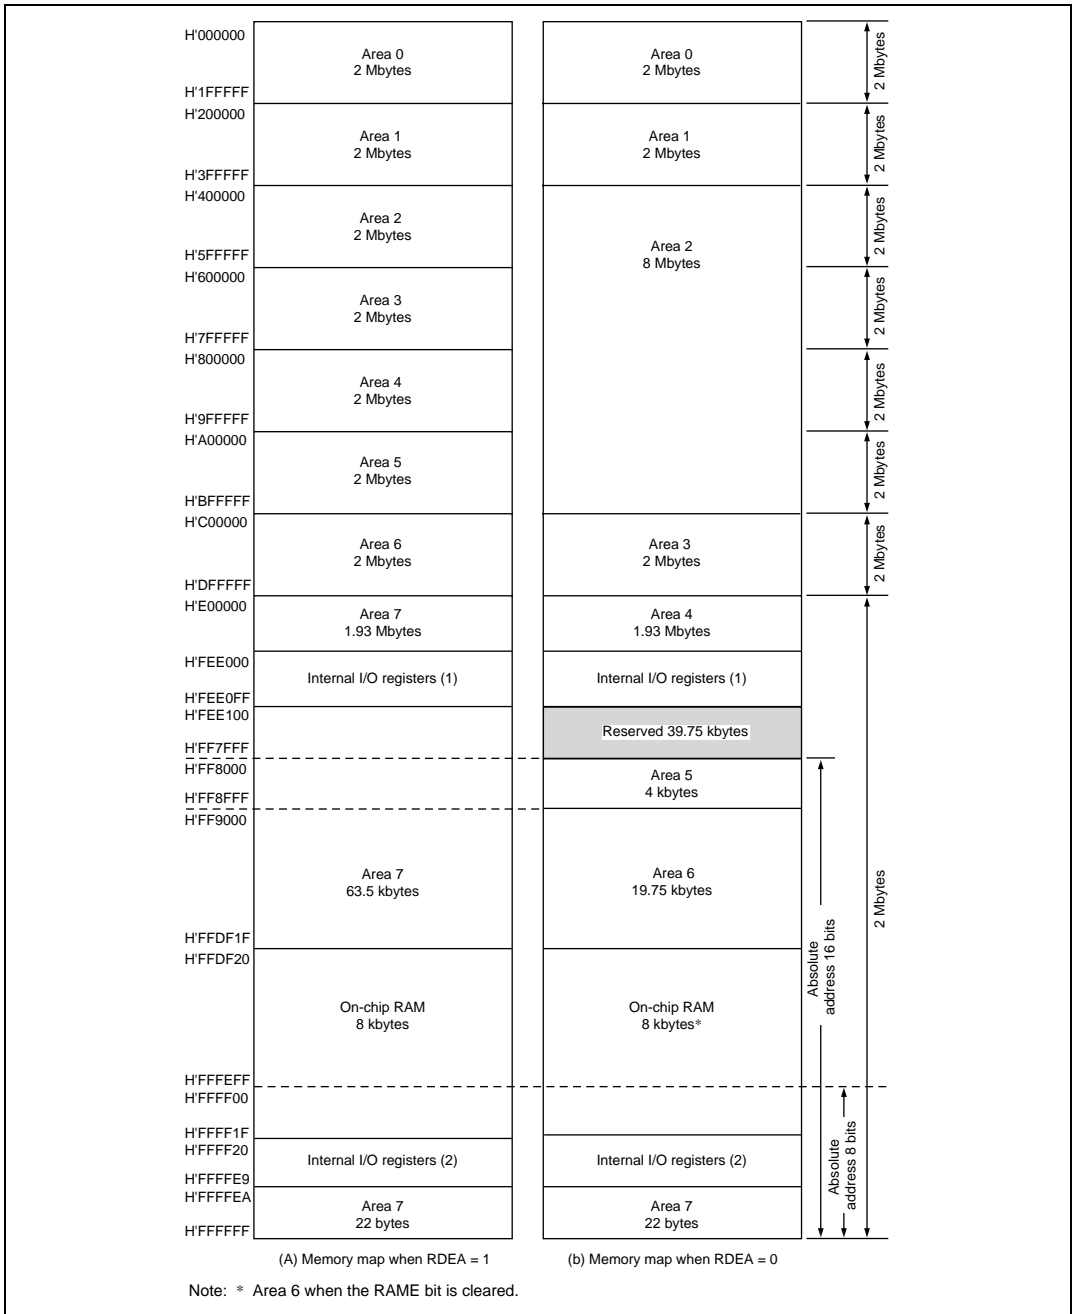 H'000000
Area 0
2 Mbytes
Area 0
2 Mbytes
2 Mbytes
H'1FFFFF
H'200000
Area 1
2 Mbytes
Area 1
2 Mbytes
2 Mbytes
H'3FFFFF
H'400000
Area 2
2 Mbytes
Area 2
8 Mbytes
2 Mbytes
H'5FFFFF
H'600000
Area 3
2 Mbytes
2 Mbytes
H'7FFFFF
H'800000
Area 4
2 Mbytes
2 Mbytes
H'9FFFFF
H'A00000
Area 5
2 Mbytes
2 Mbytes
H'BFFFFF
H'C00000
Area 6
2 Mbytes
Area 3
2 Mbytes
2 Mbytes
H'DFFFFF
H'E00000
Area 7
1.93 Mbytes
Area 4
1.93 Mbytes
H'FEE000
Internal I/O registers (1)
Internal I/O registers (1)
H'FEE0FF
H'FEE100
Reserved 39.75 kbytes
H'FF7FFF
H'FF8000
Area 5
4 kbytes
H'FF8FFF
H'FF9000
Area 7
63.5 kbytes
Area 6
19.75 kbytes
2 Mbytes
Absolute
address 16 bits
H'FFDF1F
H'FFDF20
On-chip RAM
8 kbytes
On-chip RAM
8 kbytes*
H'FFFEFF
H'FFFF00
Absolute
address 8 bits
H'FFFF1F
H'FFFF20
Internal I/O registers (2)
Internal I/O registers (2)
H'FFFFE9
H'FFFFEA
Area 7
22 bytes
Area 7
22 bytes
H'FFFFFF
(A) Memory map when RDEA = 1
(b) Memory map when RDEA = 0
Note: * Area 6 when the RAME bit is cleared.